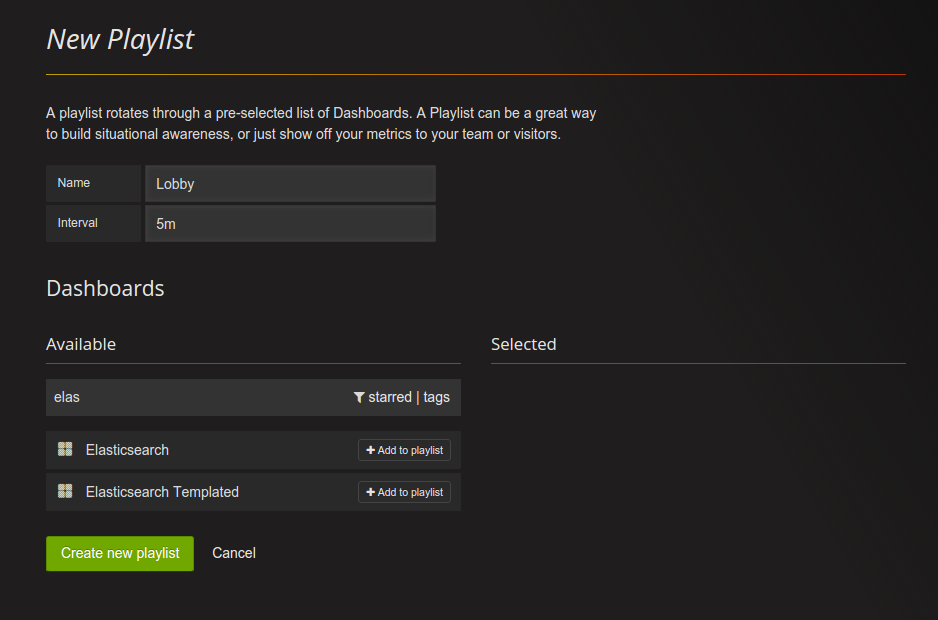 New Playlist
A playlist rotates through a pre-selected list of Dashboards. A Playlist can be a great way
to build situational awareness, or just show off your metrics to your team or visitors.
Name
Lobby
Interval
5m
Dashboards
Available
Selected
elas
starred | tags
Elasticsearch
Add to playlist
Elasticsearch Templated
Add to playlist
Create new playlist
Cancel